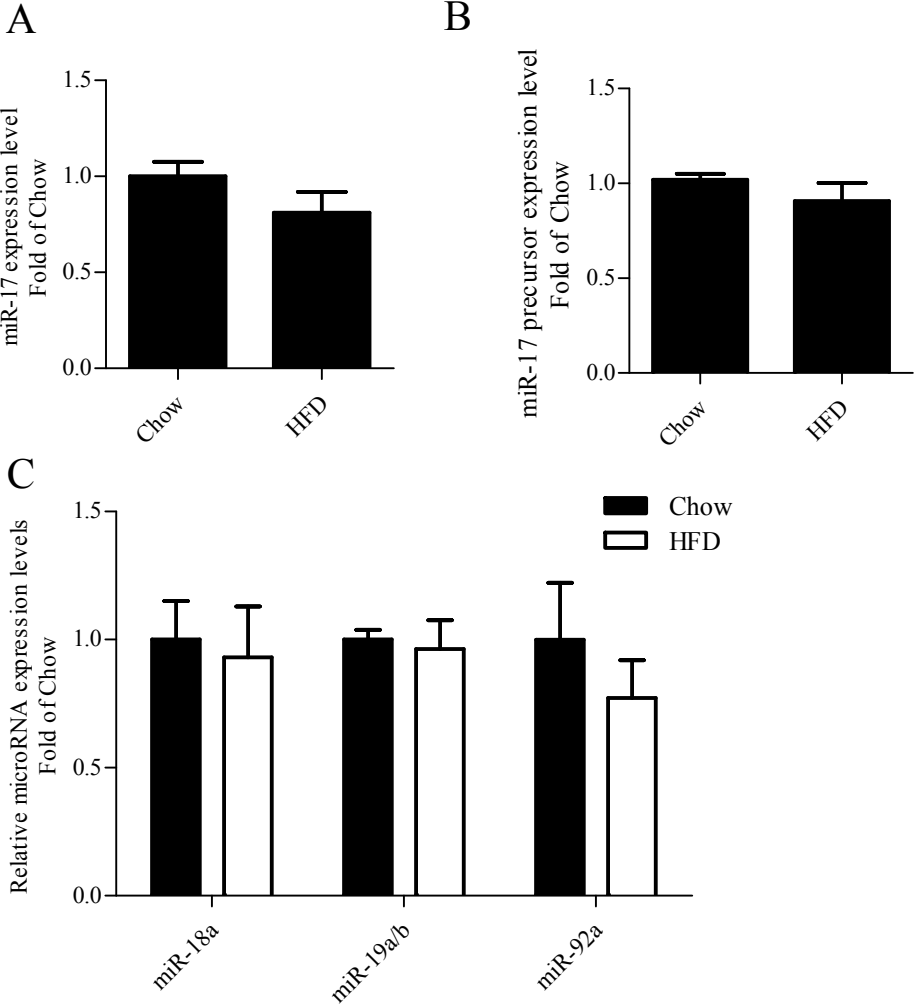 A
miR-17 expression level
Fold of Chow
1.5
1.0
0.5
0.0
Chow
HFD
B
miR-17 precursor expression level
Fold of Chow
1.5
1.0
0.5
0.0
Chow
HFD
C
Relative microRNA expression levels
Fold of Chow
1.5
1.0
0.5
0.0
Chow
HFD
miR-18a
miR-19a/b
miR-92a